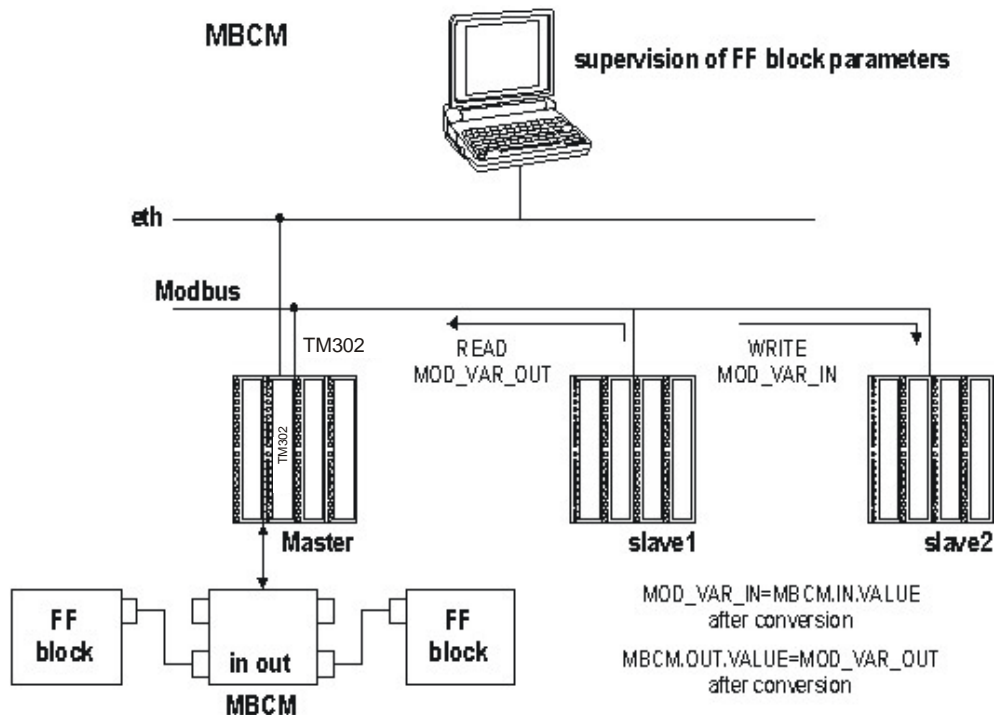 MBCM
supervision of FF block parameters
eth
Modbus
TM302
READ
MOD_VAR_OUT
WRITE
MOD_VAR_IN
TM302
Master
slave1
slave2
FF
block
in out
MBCM
FF
block
MOD_VAR_IN=MBCM.IN.VALUE
after conversion
MBCM.OUT.VALUE=MOD_VAR_OUT
after conversion